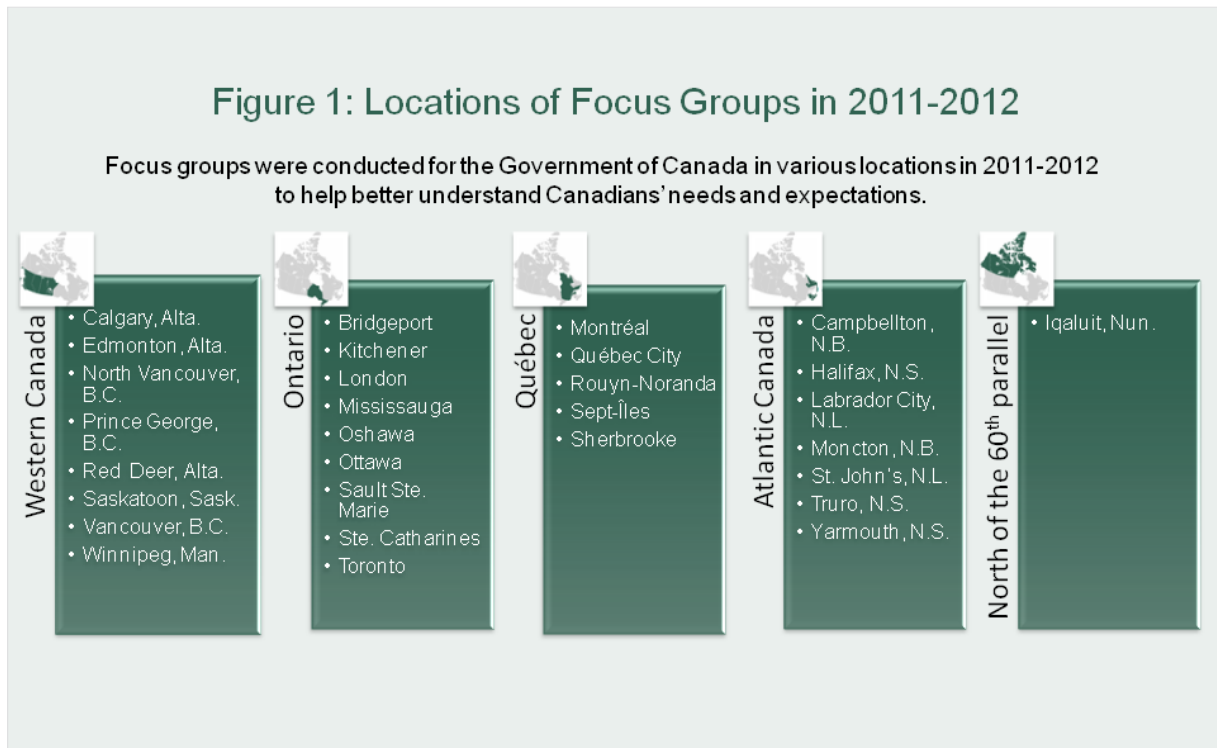 Figure 1: Locations of Focus Groups in 2011-2012
Focus groups were conducted for the Government of Canada in various locations in 2011-2012
to help better understand Canadians' needs and expectations.
Western Canada
• Calgary, Alta.
• Edmonton, Alta.
• North Vancouver,
B.C.
• Prince George,
B.C.
• Red Deer, Alta.
• Saskatoon, Sask.
• Vancouver, B.C.
• Winnipeg, Man.
Ontario
• Bridgeport
• Kitchener
• London
• Mississauga
• Oshawa
• Ottawa
• Sault Ste.
Marie
• Ste. Catharines
• Toronto
Québec
• Montréal
• Québec City
• Rouyn-Noranda
• Sept-Îles
• Sherbrooke
Atlantic Canada
• Campbellton,
N.B.
• Halifax, N.S.
• Labrador City,
N.L.
• Moncton, N.B.
• St. John's, N.L.
• Truro, N.S.
• Yarmouth, N.S.
North of the 60th parallel
• Iqaluit, Nun.